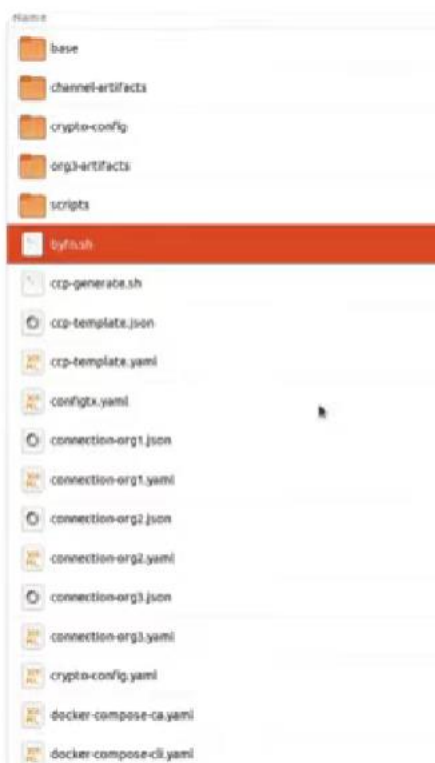 Name
base
channel-artifacts
crypto-config
org3-artifacts
scripts
byfn.sh
ccp-generate.sh
ccp-template.json
ccp-template.yaml
configtx.yaml
connection-org1.json
connection-org1.yaml
connection-org2.json
connection-org2.yaml
connection-org3.json
connection-org3.yaml
crypto-config.yaml
docker-compose-ca.yaml
docker-compose-cli.yaml